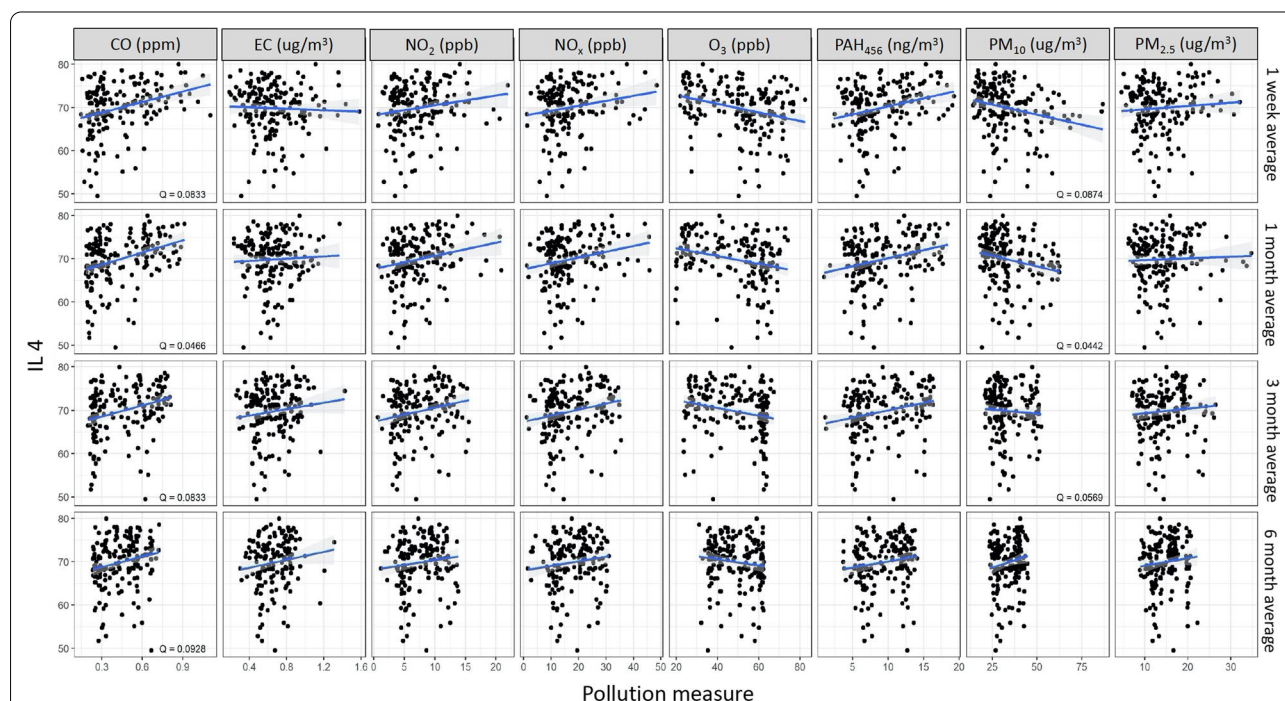 CO (ppm) EC (ug/m³) NO₂ (ppb) NOₓ (ppb) O₃ (ppb) PAH₄₅₆ (ng/m³) PM₁₀ (ug/m³) PM₂.₅ (ug/m³)
80
70
60
50
Q = 0.0833
Q = 0.0874
1 week average
80
70
60
50
Q = 0.0466
Q = 0.0442
1 month average
IL 4
80
70
60
50
Q = 0.0833
Q = 0.0569
3 month average
80
70
60
50
Q = 0.0928
6 month average
0.3 0.6 0.9 0.4 0.8 1.2 1.6 0 5 10 15 20 0 10 20 30 40 50 20 40 60 80 5 10 15 20 25 50 75 10 20 30
Pollution measure